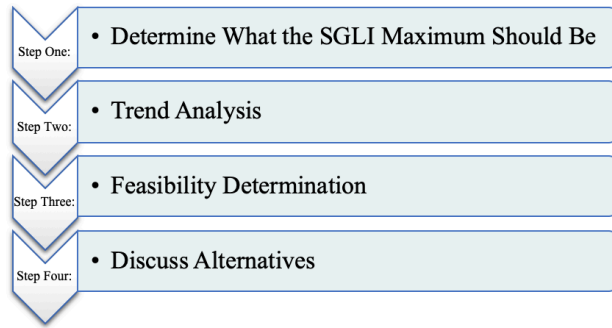 Step One:
• Determine What the SGLI Maximum Should Be
Step Two:
• Trend Analysis
Step Three:
• Feasibility Determination
Step Four:
• Discuss Alternatives